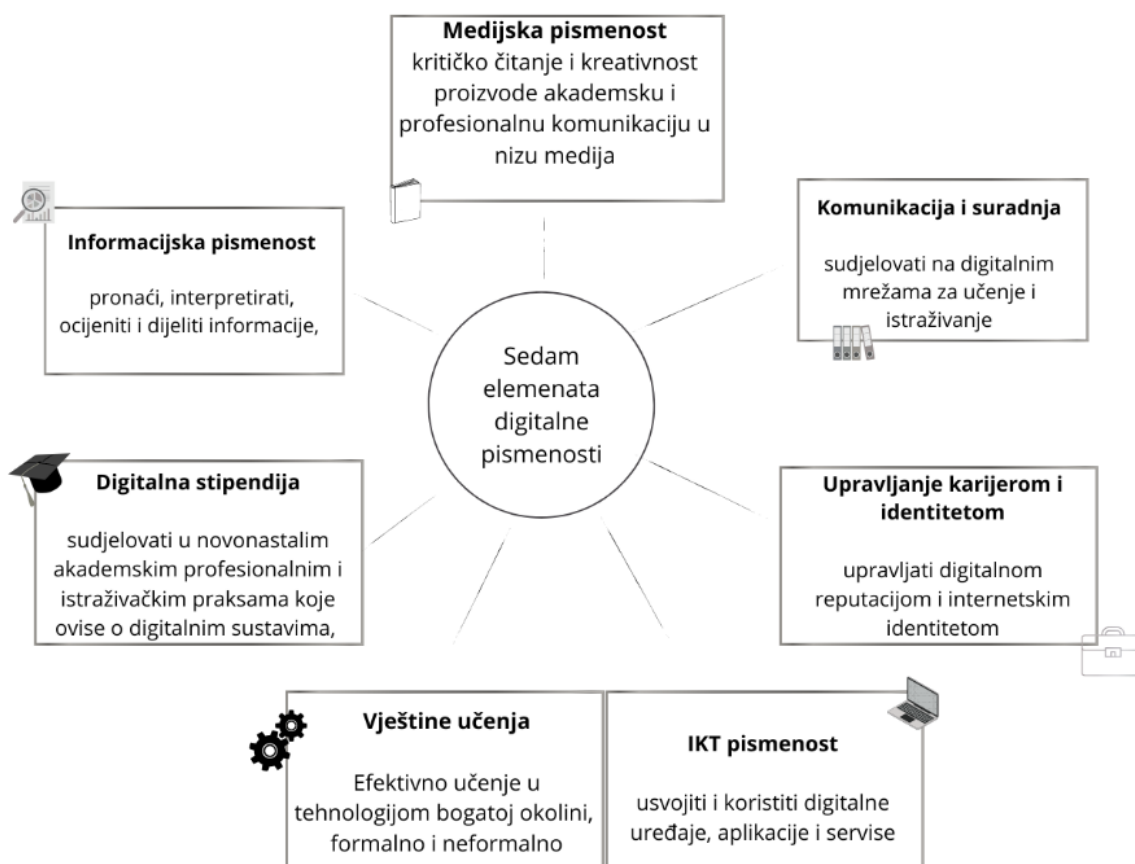 Medijska pismenost
kritičko čitanje i kreativnost
proizvode akademsku i
profesionalnu komunikaciju u
nizu medija
Informacijska pismenost
pronaći, interpretirati,
ocijeniti i dijeliti informacije,
Komunikacija i suradnja
sudjelovati na digitalnim
mrežama za učenje i
istraživanje
Sedam
elemenata
digitalne
pismenosti
Digitalna stipendija
sudjelovati u novonastalim
akademskim profesionalnim i
istraživačkim praksama koje
ovise o digitalnim sustavima,
Upravljanje karijerom i
identitetom
upravljati digitalnom
reputacijom i internetskim
identitetom
Vještine učenja
Efektivno učenje u
tehnologijom bogatoj okolini,
formalno i neformalno
IKT pismenost
usvojiti i koristiti digitalne
uređaje, aplikacije i servise